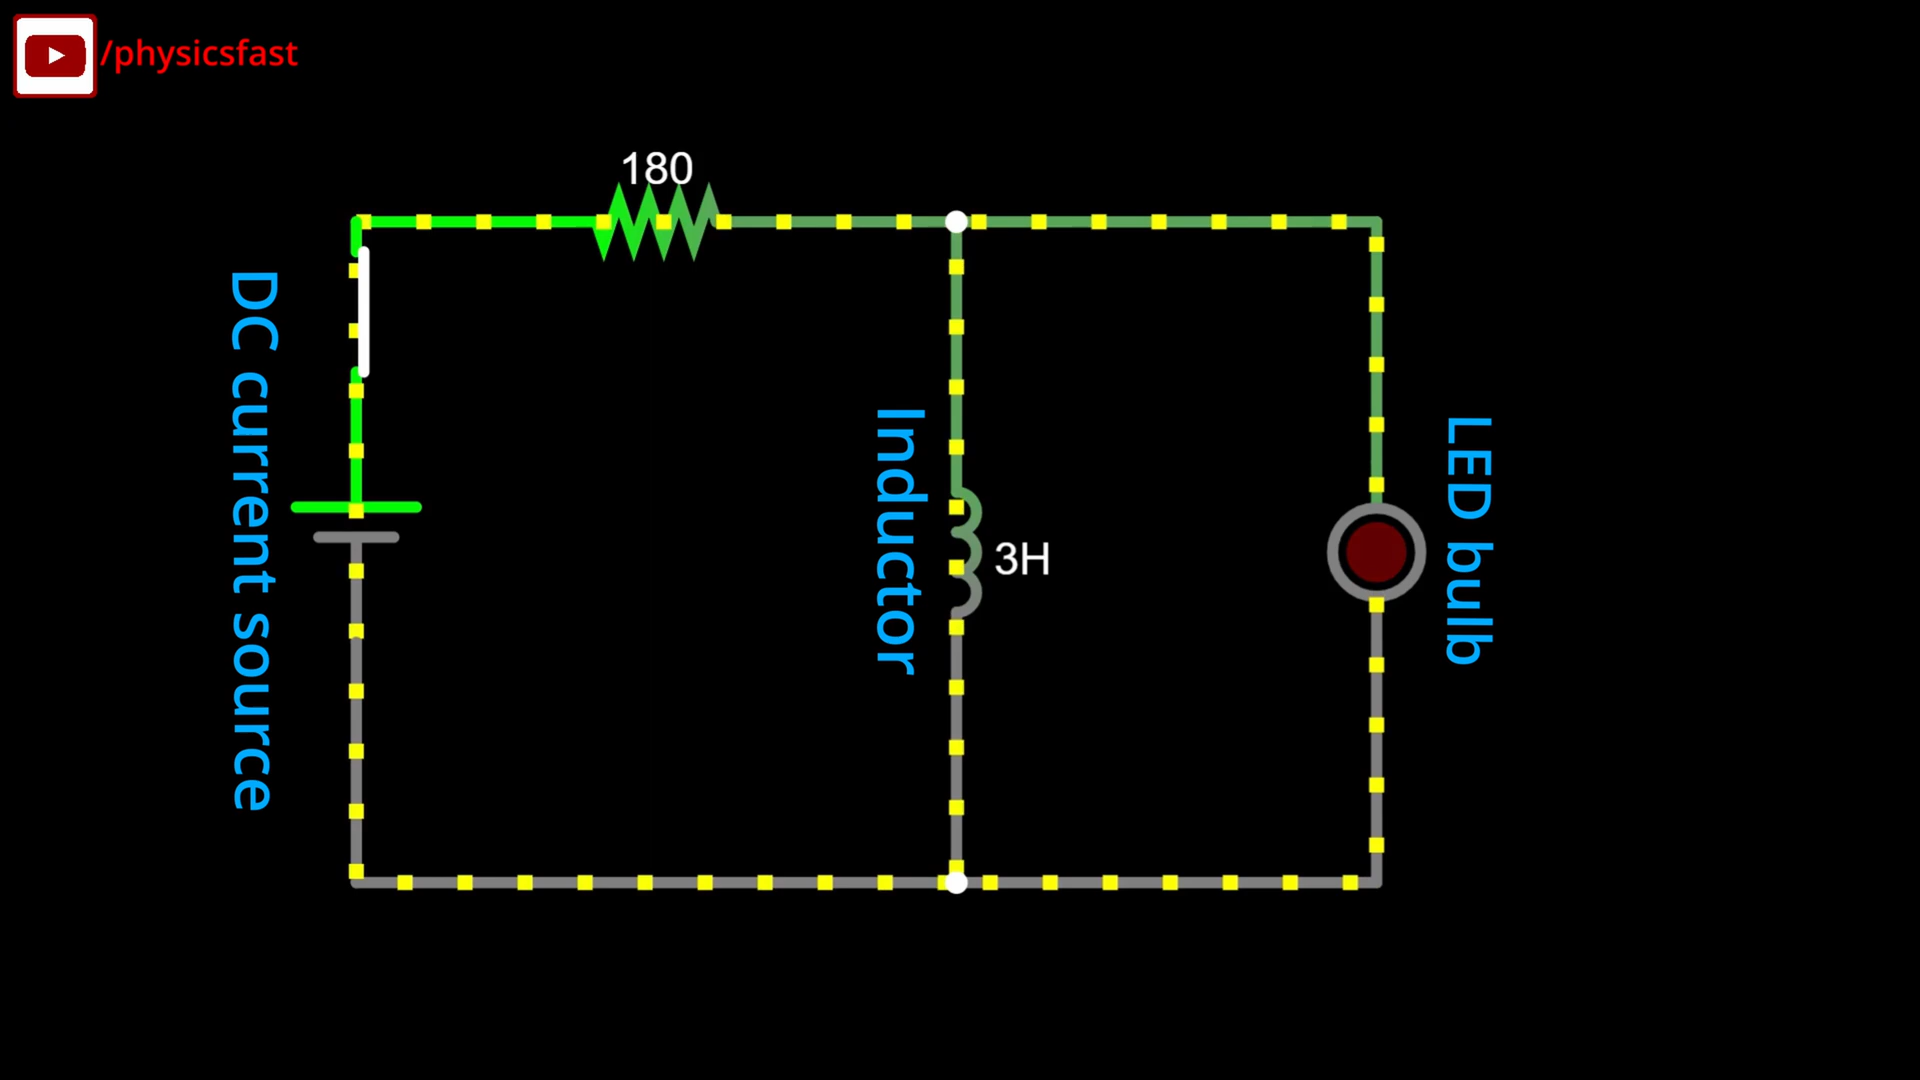 /physicsfast
180
DC current source
Inductor
3H
LED bulb